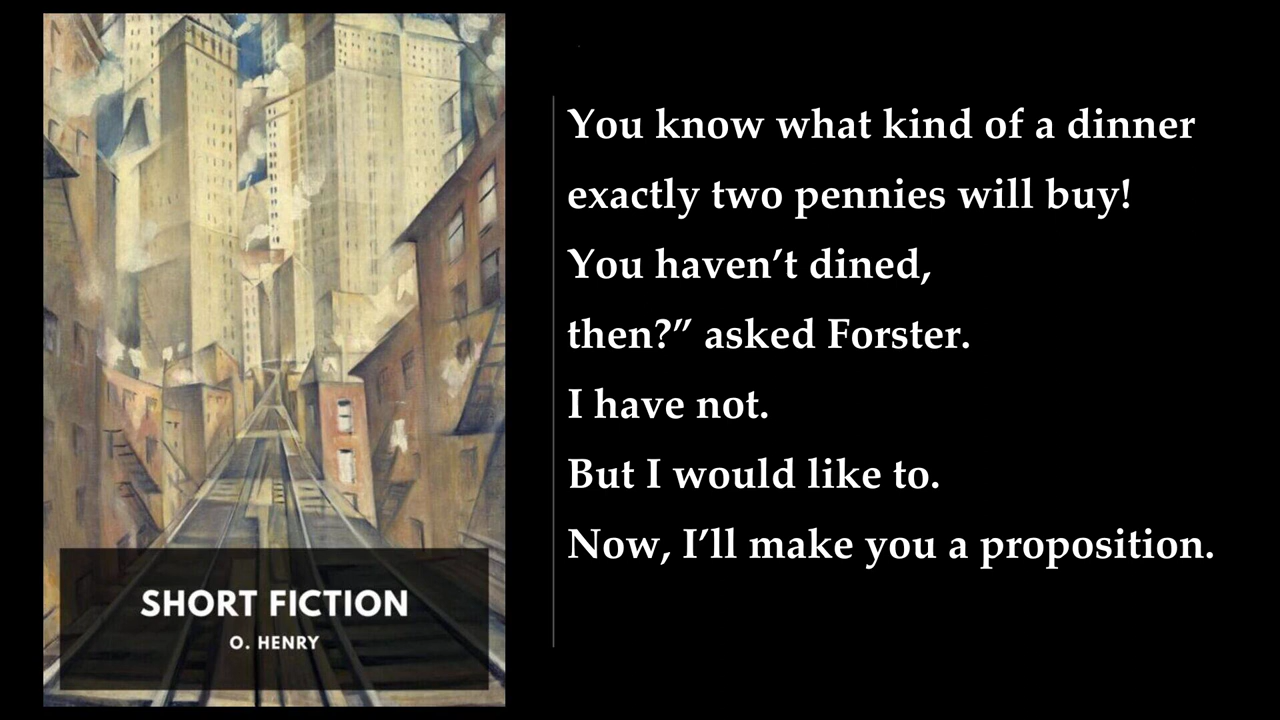 SHORT FICTION
O. HENRY
You know what kind of a dinner
exactly two pennies will buy!
You haven’t dined,
then?” asked Forster.
I have not.
But I would like to.
Now, I’ll make you a proposition.